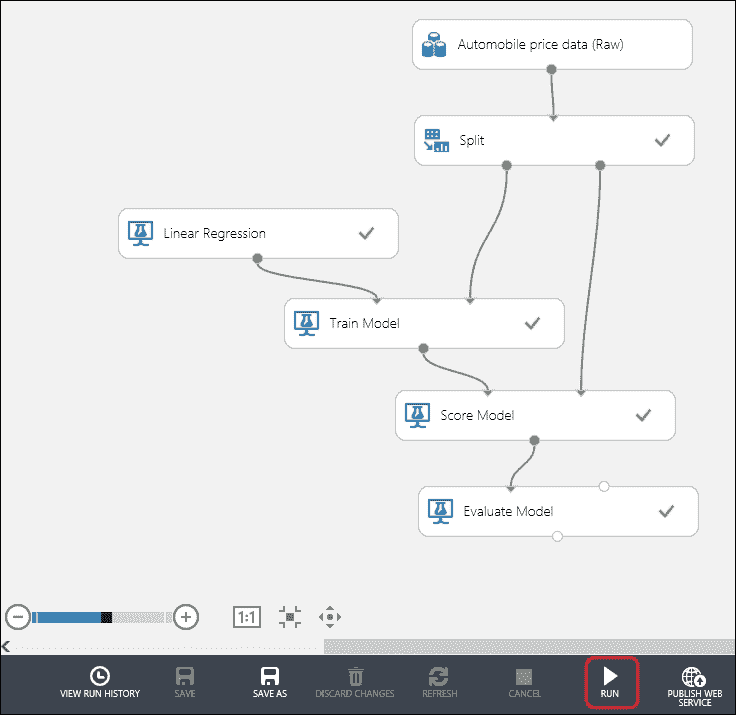 Automobile price data (Raw)
Split
Linear Regression
Train Model
Score Model
Evaluate Model
1:1
VIEW RUN HISTORY
SAVE
SAVE AS
DISCARD CHANGES
REFRESH
CANCEL
RUN
PUBLISH WEB
SERVICE